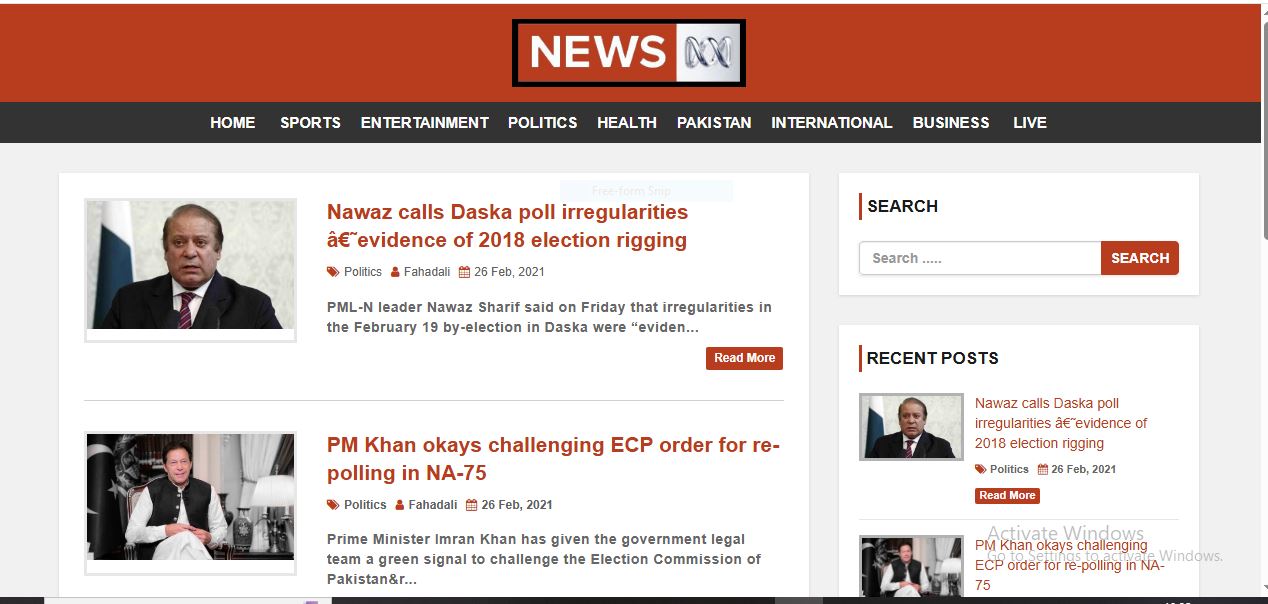 NEWS
HOME SPORTS ENTERTAINMENT POLITICS HEALTH PAKISTAN INTERNATIONAL BUSINESS LIVE
Free-form Snip
Nawaz calls Daska poll irregularities
â€˜evidence of 2018 election rigging
Politics Fahadali 26 Feb, 2021
PML-N leader Nawaz Sharif said on Friday that irregularities in
the February 19 by-election in Daska were “eviden...
Read More
PM Khan okays challenging ECP order for re-
polling in NA-75
Politics Fahadali 26 Feb, 2021
Prime Minister Imran Khan has given the government legal
team a green signal to challenge the Election Commission of
Pakistan&r...
SEARCH
Search ..... SEARCH
RECENT POSTS
Nawaz calls Daska poll
irregularities â€˜evidence of
2018 election rigging
Politics 26 Feb, 2021
Read More
PM Khan okays challenging
ECP order for re-polling in NA-
75
Activate Windows
Go to Settings to activate Windows.